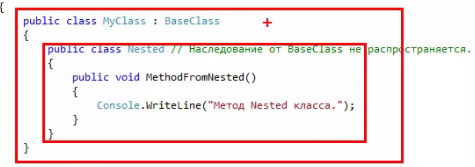 {
public class MyClass : BaseClass +
{
public class Nested // Наследование от BaseClass не распространяется.
{
public void MethodFromNested()
{
Console.WriteLine("Метод Nested класса.");
}
}
}